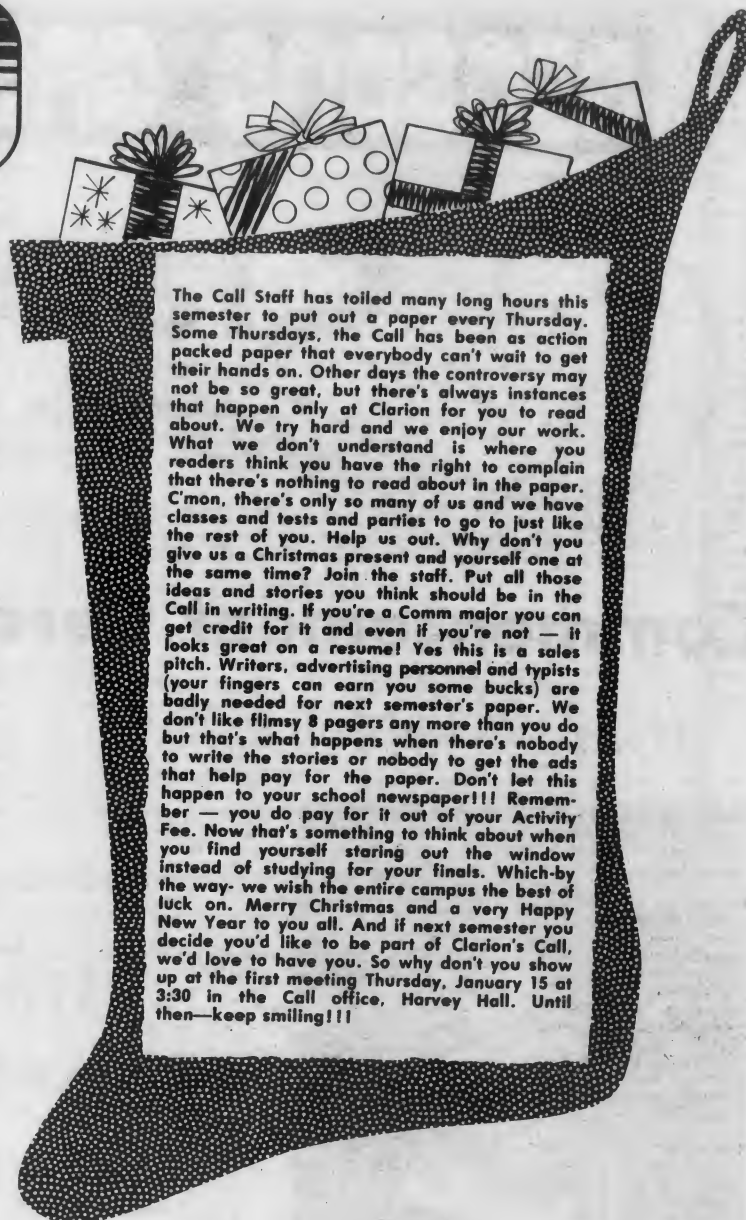 The Call Staff has toiled many long hours this
semester to put out a paper every Thursday.
Some Thursdays, the Call has been as action
packed paper that everybody can't wait to get
their hands on. Other days the controversy may
not be so great, but there's always instances
that happen only at Clarion for you to read
about. We try hard and we enjoy our work.
What we don't understand is where you
readers think you have the right to complain
that there's nothing to read about in the paper.
C'mon, there's only so many of us and we have
classes and tests and parties to go to just like
the rest of you. Help us out. Why don't you
give us a Christmas present and yourself one at
the same time? Join the staff. Put all those
ideas and stories you think should be in the
Call in writing. If you're a Comm major you can
get credit for it and even if you're not — it
looks great on a resume! Yes this is a sales
pitch. Writers, advertising personnel and typists
(your fingers can earn you some bucks) are
badly needed for next semester's paper. We
don't like flimsy 8 pagers any more than you do
but that's what happens when there's nobody
to write the stories or nobody to get the ads
that help pay for the paper. Don't let this
happen to your school newspaper!!! Remem-
ber — you do pay for it out of your Activity
Fee. Now that's something to think about when
you find yourself staring out the window
instead of studying for your finals. Which-by
the way- we wish the entire campus the best of
luck on. Merry Christmas and a very Happy
New Year to you all. And if next semester you
decide you'd like to be part of Clarion's Call,
we'd love to have you. So why don't you show
up at the first meeting Thursday, January 15 at
3:30 in the Call office, Harvey Hall. Until
then—keep smiling!!!